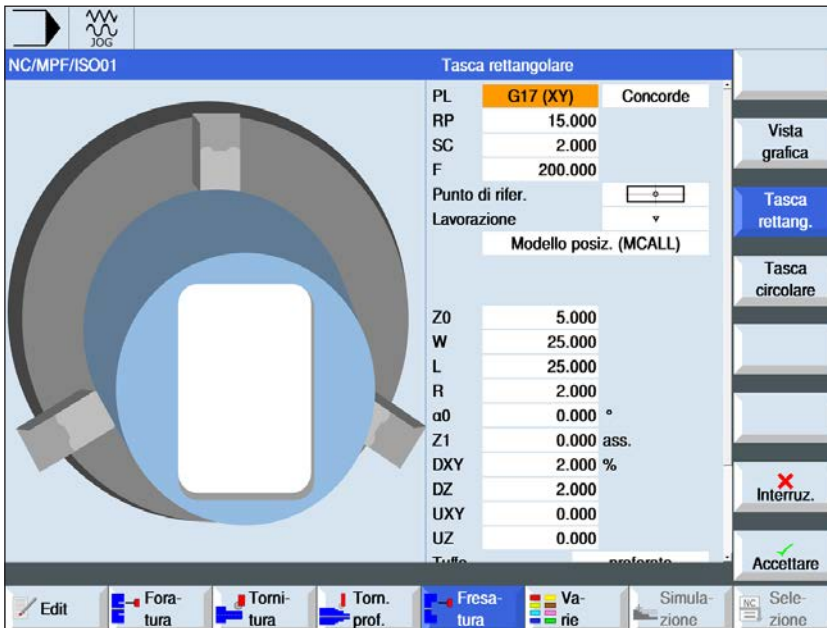 JOG
NC/MPF/ISO01
Tasca rettangolare
PL G17 (XY) Concorde
RP 15.000
SC 2.000
F 200.000
Punto di rifer.
Lavorazione
Modello posiz. (MCALL)
Z0 5.000
W 25.000
L 25.000
R 2.000
α0 0.000 °
Z1 0.000 ass.
DXY 2.000 %
DZ 2.000
UXY 0.000
UZ 0.000
Tuffo preforato
Vista
grafica
Tasca
rettang.
Tasca
circolare
Interruz.
Accettare
Edit
Fora-
tura
Torni-
tura
Torn.
prof.
Fresa-
tura
Va-
rie
Simula-
zione
NC
Sele-
zione